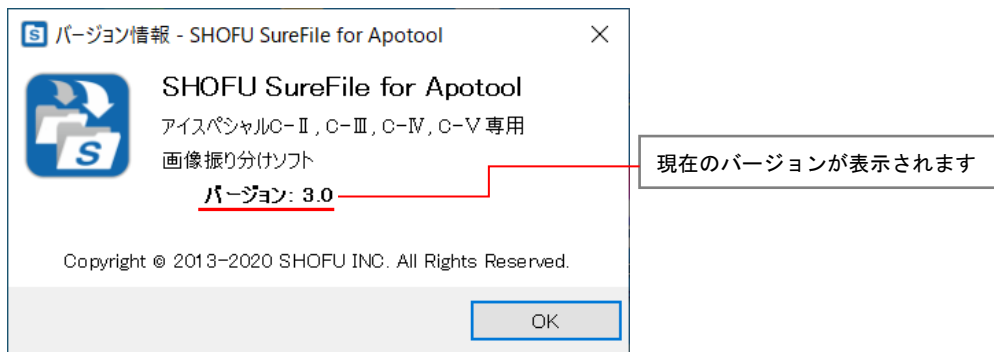 バージョン情報 - SHOFU SureFile for Apotool
SHOFU SureFile for Apotool
アイスペシャルC-Ⅱ, C-Ⅲ, C-Ⅳ, C-Ⅴ 専用
画像振り分けソフト
バージョン: 3.0
現在のバージョンが表示されます
Copyright © 2013-2020 SHOFU INC. All Rights Reserved.
OK